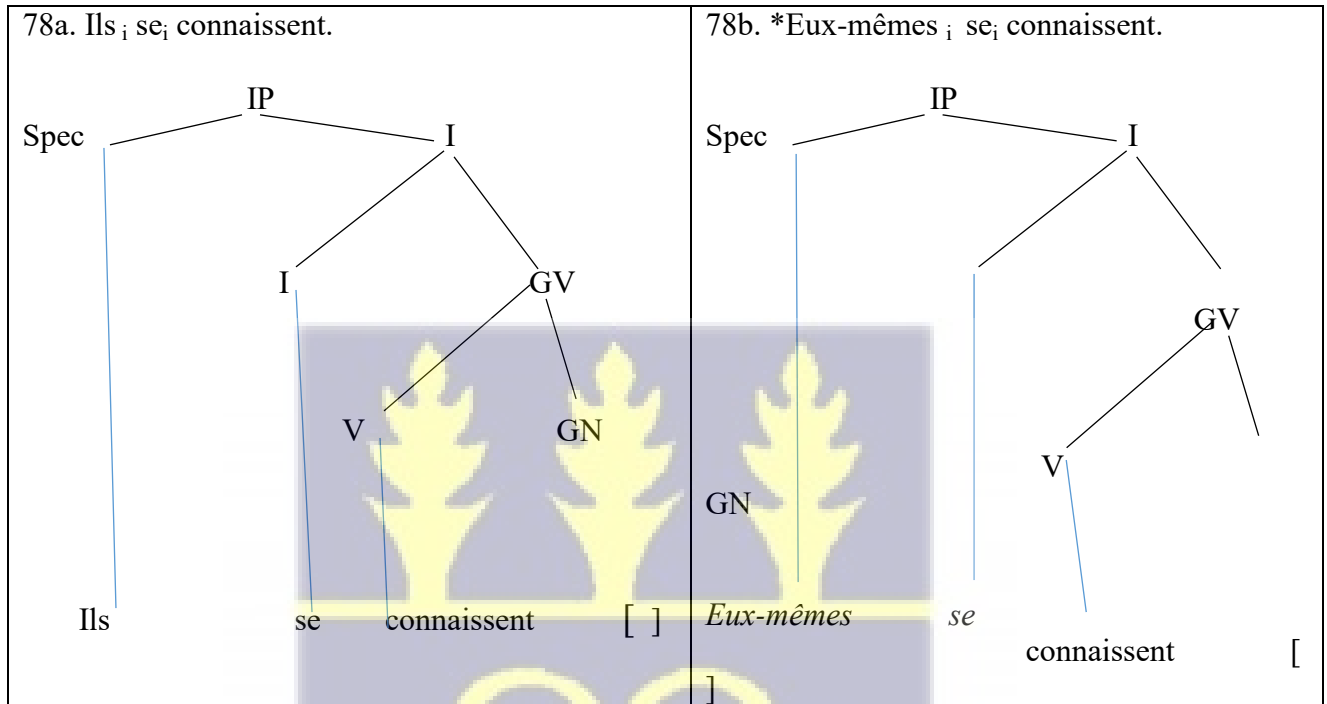 78a. Ils i sei connaissent.
IP
Spec
I
I
GV
V
GN
Ils se connaissent [ ]
78b. *Eux-mêmes i sei connaissent.
IP
Spec
I
GV
V
GN
Eux-mêmes se
connaissent [
]